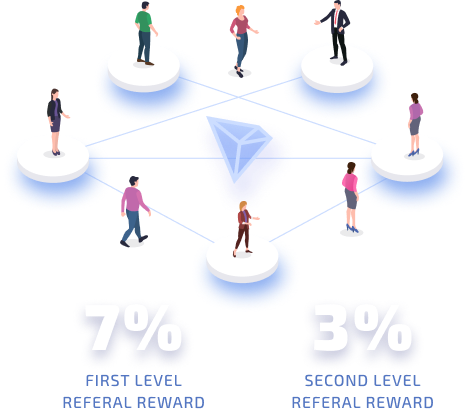 7%
3%
FIRST LEVEL
REFERAL REWARD
SECOND LEVEL
REFERAL REWARD